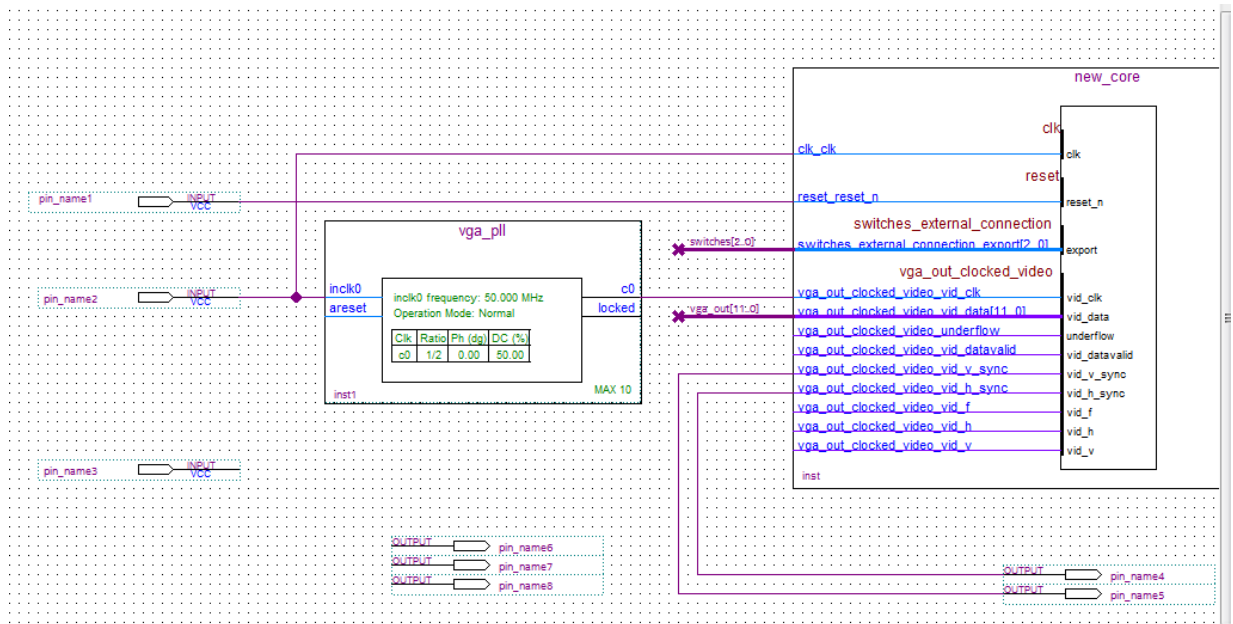 new_core
clk
clk_clk
clk
reset
pin_name1
INPUT
VCC
reset_reset_n
reset_n
switches_external_connection
vga_pll
switches[2..0]
switches_external_connection_export[2..0]
export
vga_out_clocked_video
pin_name2
INPUT
VCC
inclk0
inclk0 frequency: 50.000 MHz
c0
vga_out_clocked_video_vid_clk
vid_clk
areset
Operation Mode: Normal
locked
vga_out[11..0]
vga_out_clocked_video_vid_data[11..0]
vid_data
vga_out_clocked_video_underflow
underflow
Clk Ratio Ph (dg) DC (%)
vga_out_clocked_video_vid_datavalid
vid_datavalid
c0 1/2 0.00 50.00
vga_out_clocked_video_vid_v_sync
vid_v_sync
inst1
MAX 10
vga_out_clocked_video_vid_h_sync
vid_h_sync
vga_out_clocked_video_vid_f
vid_f
vga_out_clocked_video_vid_h
vid_h
vga_out_clocked_video_vid_v
vid_v
pin_name3
INPUT
VCC
inst
OUTPUT
pin_name6
OUTPUT
pin_name7
OUTPUT
pin_name8
OUTPUT
pin_name4
OUTPUT
pin_name5